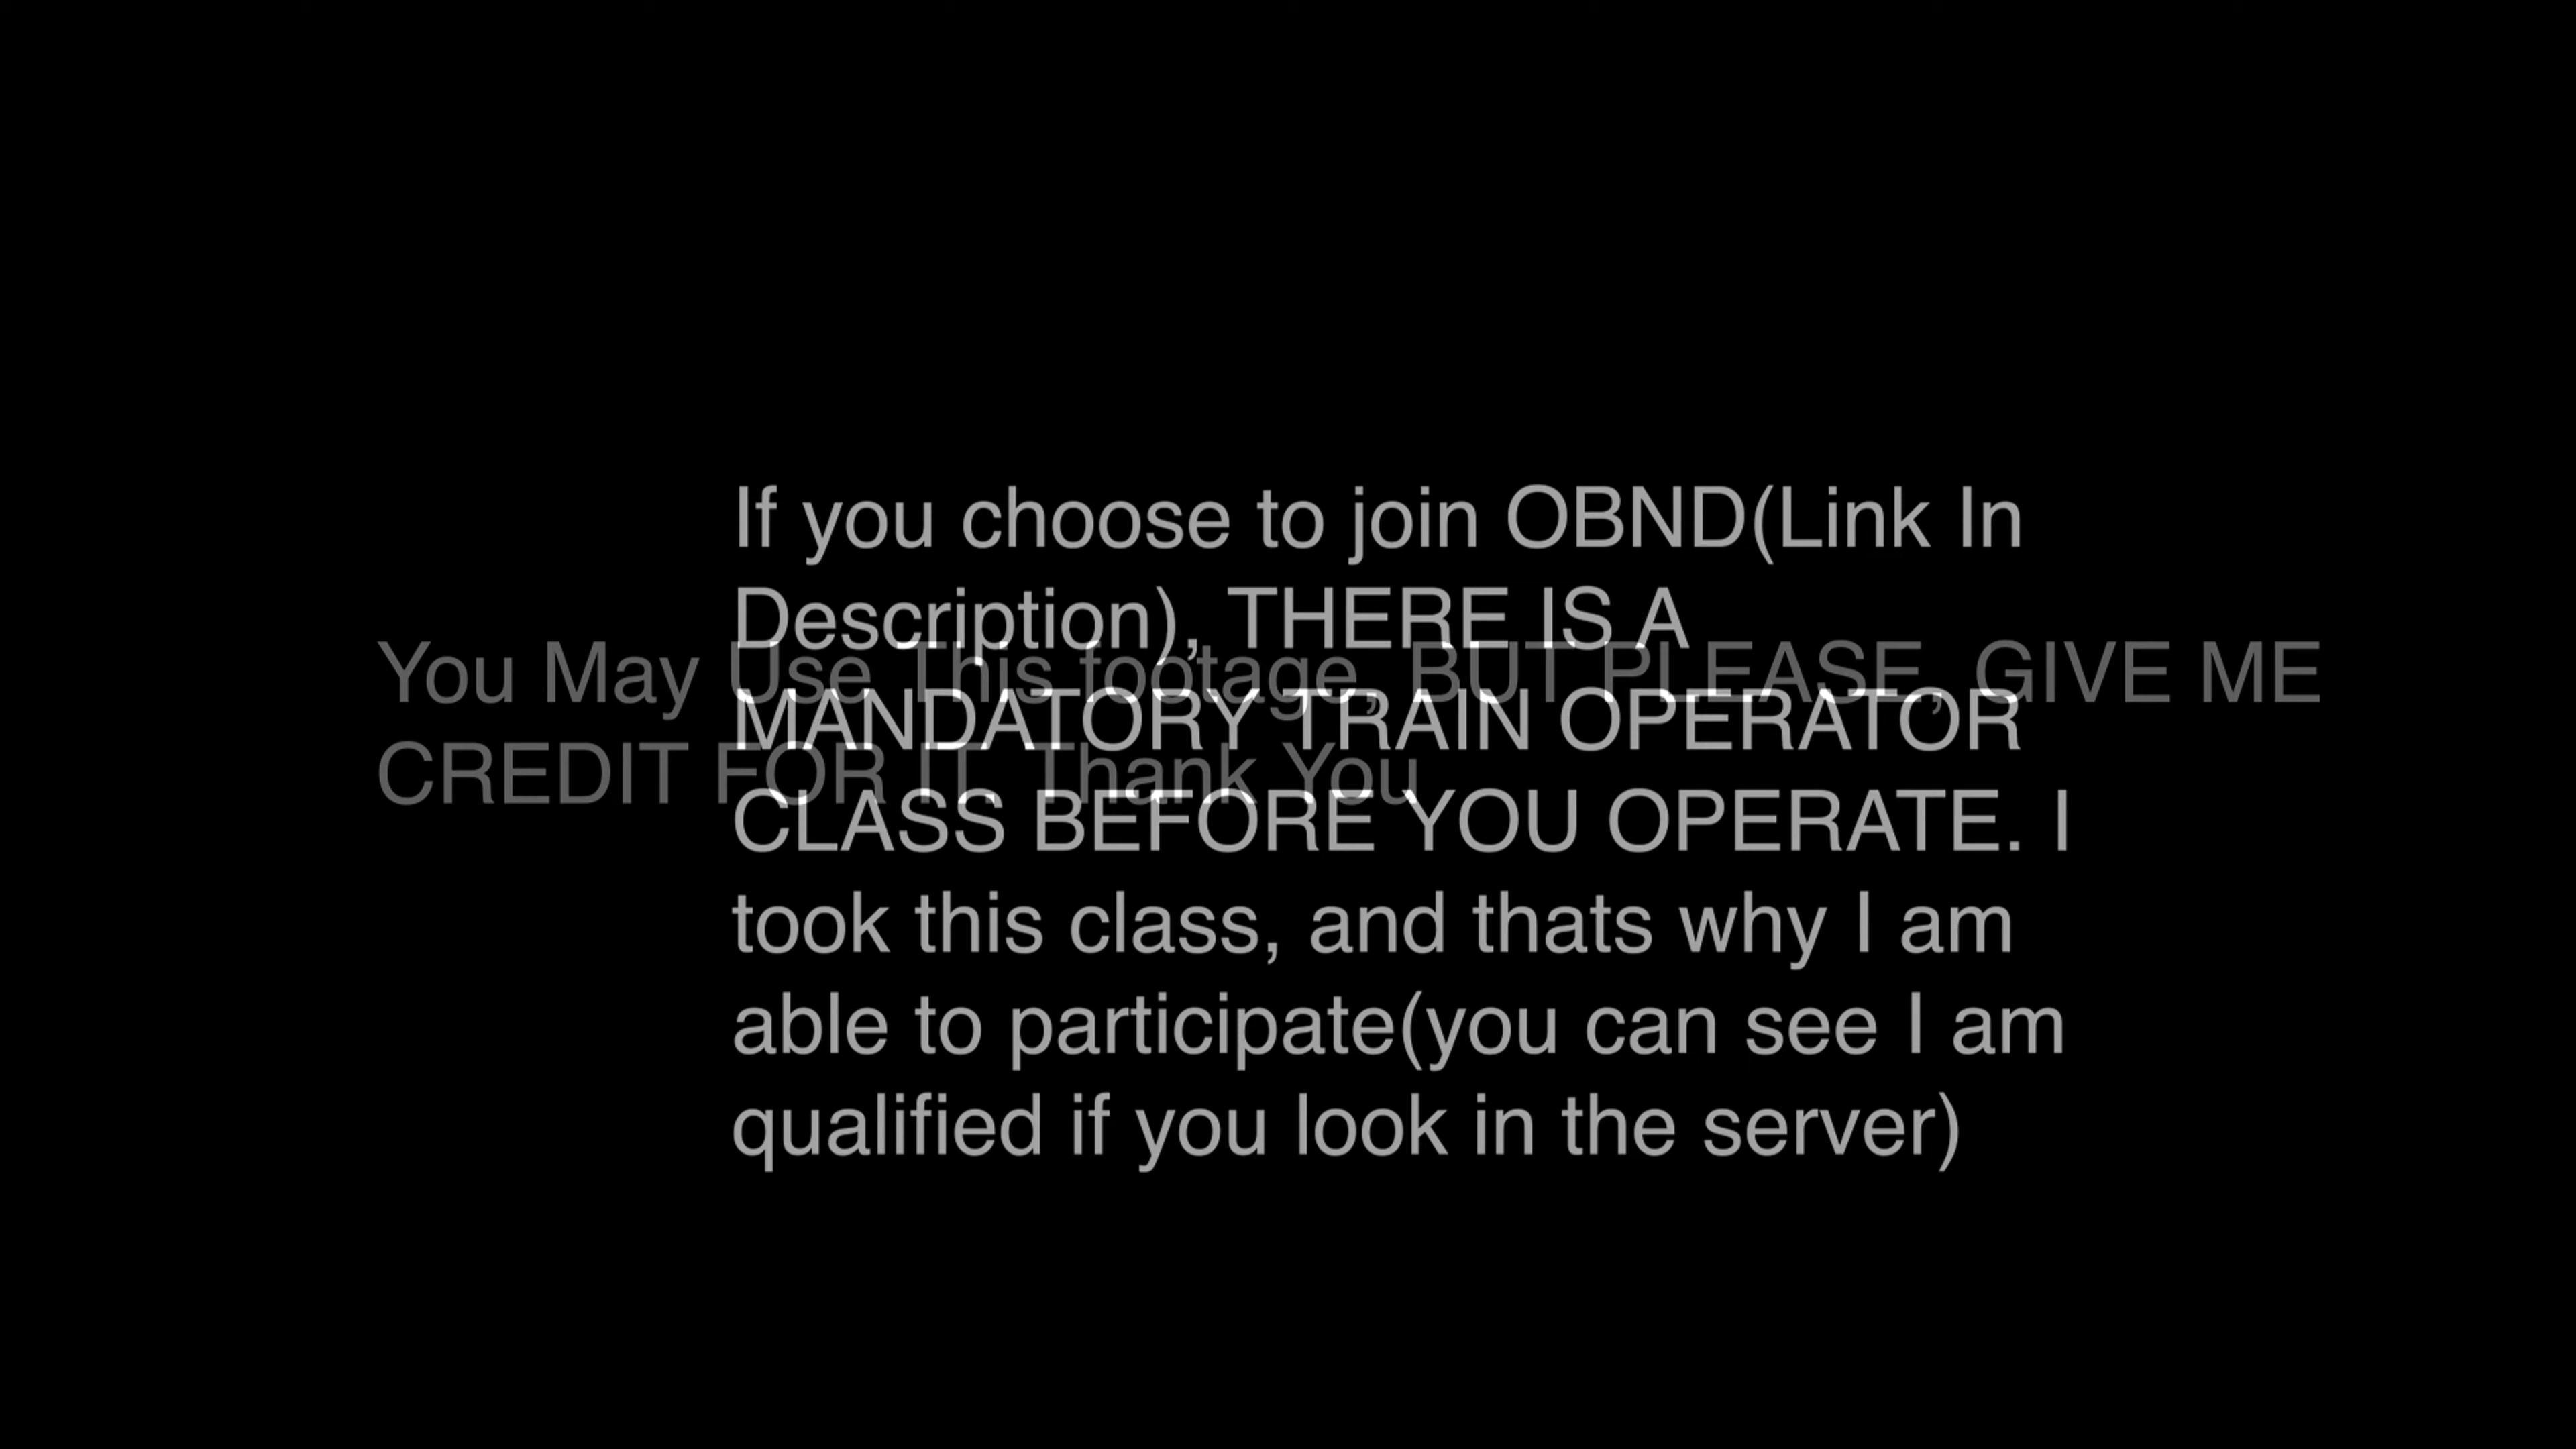 If you choose to join OBND(Link In
Description), THERE IS A
MANDATORY TRAIN OPERATOR
CLASS BEFORE YOU OPERATE. I
took this class, and thats why I am
able to participate(you can see I am
qualified if you look in the server)
You May Use This footage, BUT PLEASE, GIVE ME
CREDIT FOR IT. Thank You